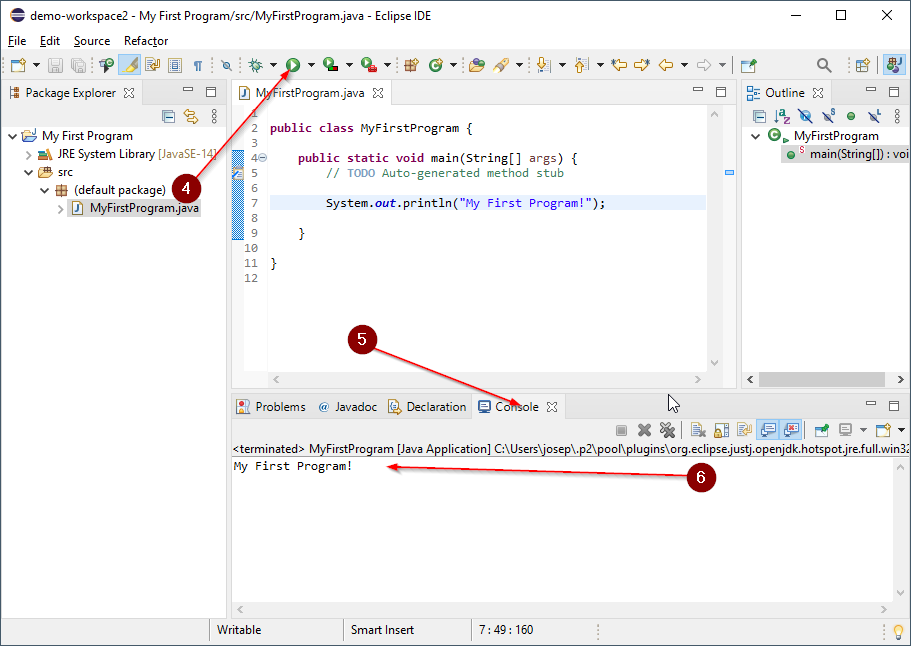 demo-workspace2 - My First Program/src/MyFirstProgram.java - Eclipse IDE
File Edit Source Refactor
Package Explorer
My First Program
JRE System Library [JavaSE-14]
src
(default package)
MyFirstProgram.java
4
MyFirstProgram.java
1
2 public class MyFirstProgram {
3
4 public static void main(String[] args) {
5 // TODO Auto-generated method stub
6
7 System.out.println("My First Program!");
8
9 }
10
11 }
12
Outline
MyFirstProgram
main(String[]) : voi
5
Problems @ Javadoc Declaration Console
<terminated> MyFirstProgram [Java Application] C:\Users\josep\.p2\pool\plugins\org.eclipse.justj.openjdk.hotspot.jre.full.win32
My First Program!
6
Writable Smart Insert 7 : 49 : 160